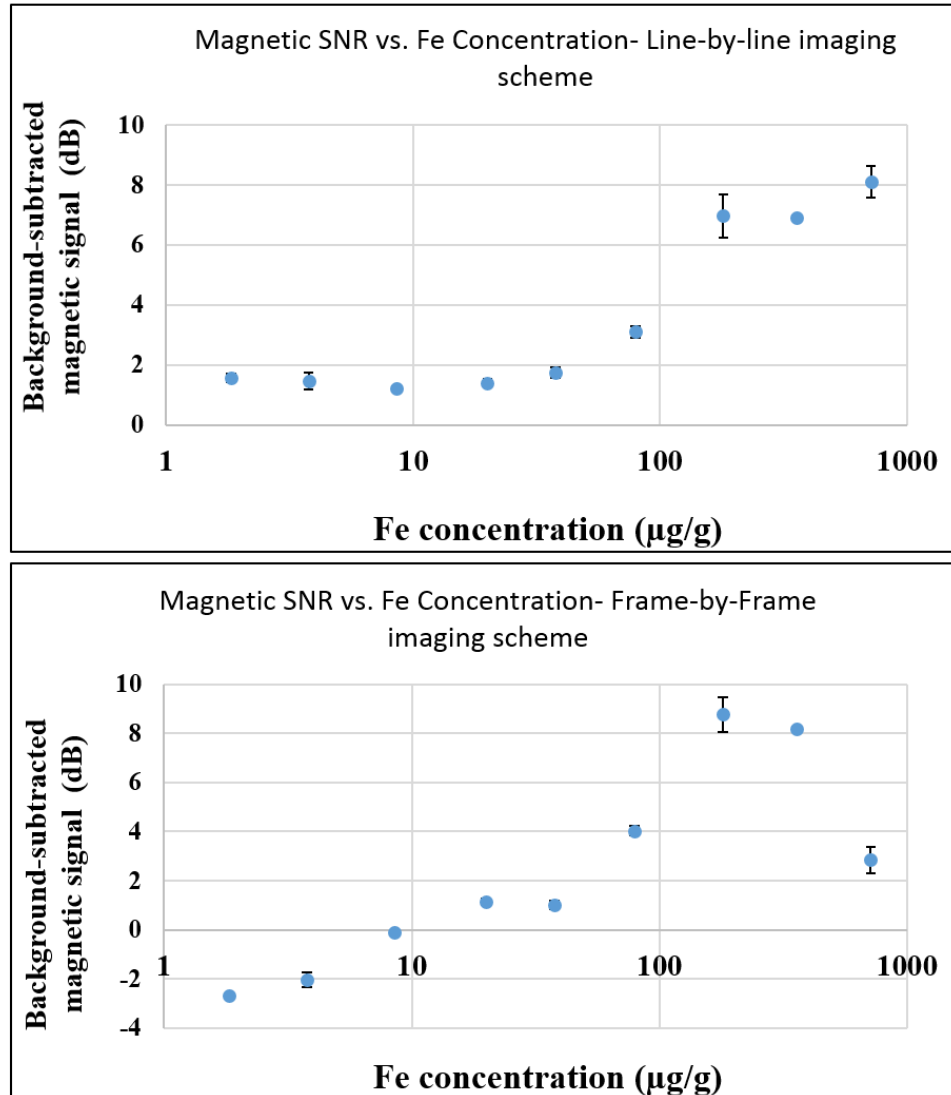 Magnetic SNR vs. Fe Concentration- Line-by-line imaging
scheme
Background-subtracted
magnetic signal (dB)
10
8
6
4
2
0
1
10
100
1000
Fe concentration (µg/g)
Magnetic SNR vs. Fe Concentration- Frame-by-Frame
imaging scheme
Background-subtracted
magnetic signal (dB)
10
8
6
4
2
0
-2
-4
1
10
100
1000
Fe concentration (µg/g)